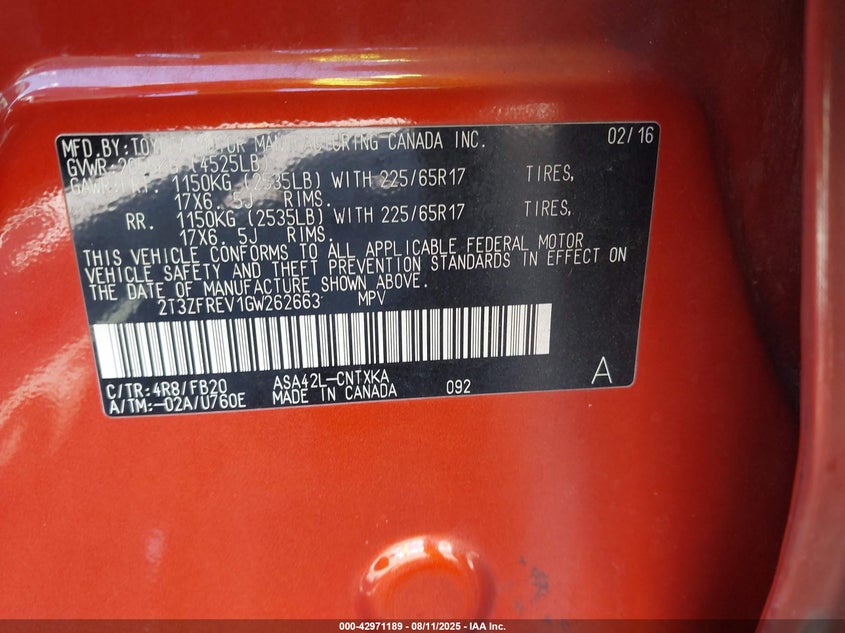 MFD. BY: MOTOR MANUFACTURING CANADA INC. 02/16
GVWR: (4525LB)
1150KG (2535LB) WITH 225/65R17 TIRES,
17X6. 5J RIMS.
RR. 1150KG (2535LB) WITH 225/65R17 TIRES,
17X6. 5J RIMS.
THIS VEHICLE CONFORMS TO ALL APPLICABLE FEDERAL MOTOR
VEHICLE SAFETY AND THEFT PREVENTION STANDARDS IN EFFECT ON
THE DATE OF MANUFACTURE SHOWN ABOVE.
2T3ZFREV1GW262663 MPV
C/TR: 4R8/FB20 ASA42L-CNTXKA
A/TM:-02A/U760E MADE IN CANADA 092 A
000-42971189 - 08/11/2025 - IAA Inc.